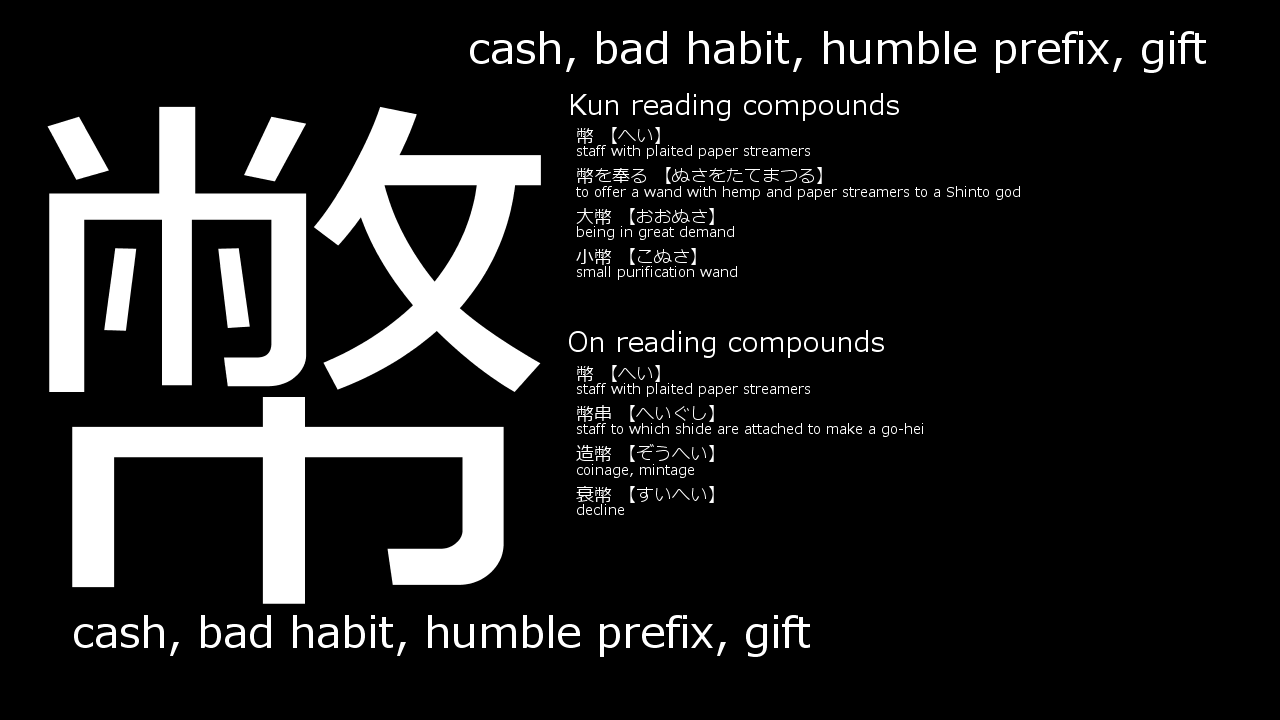 cash, bad habit, humble prefix, gift
幣
Kun reading compounds
幣 【へい】
staff with plaited paper streamers
幣を奉る 【ぬさをたてまつる】
to offer a wand with hemp and paper streamers to a Shinto god
大幣 【おおぬさ】
being in great demand
小幣 【こぬさ】
small purification wand
On reading compounds
幣 【へい】
staff with plaited paper streamers
幣串 【へいぐし】
staff to which shide are attached to make a go-hei
造幣 【ぞうへい】
coinage, mintage
衰幣 【すいへい】
decline
cash, bad habit, humble prefix, gift